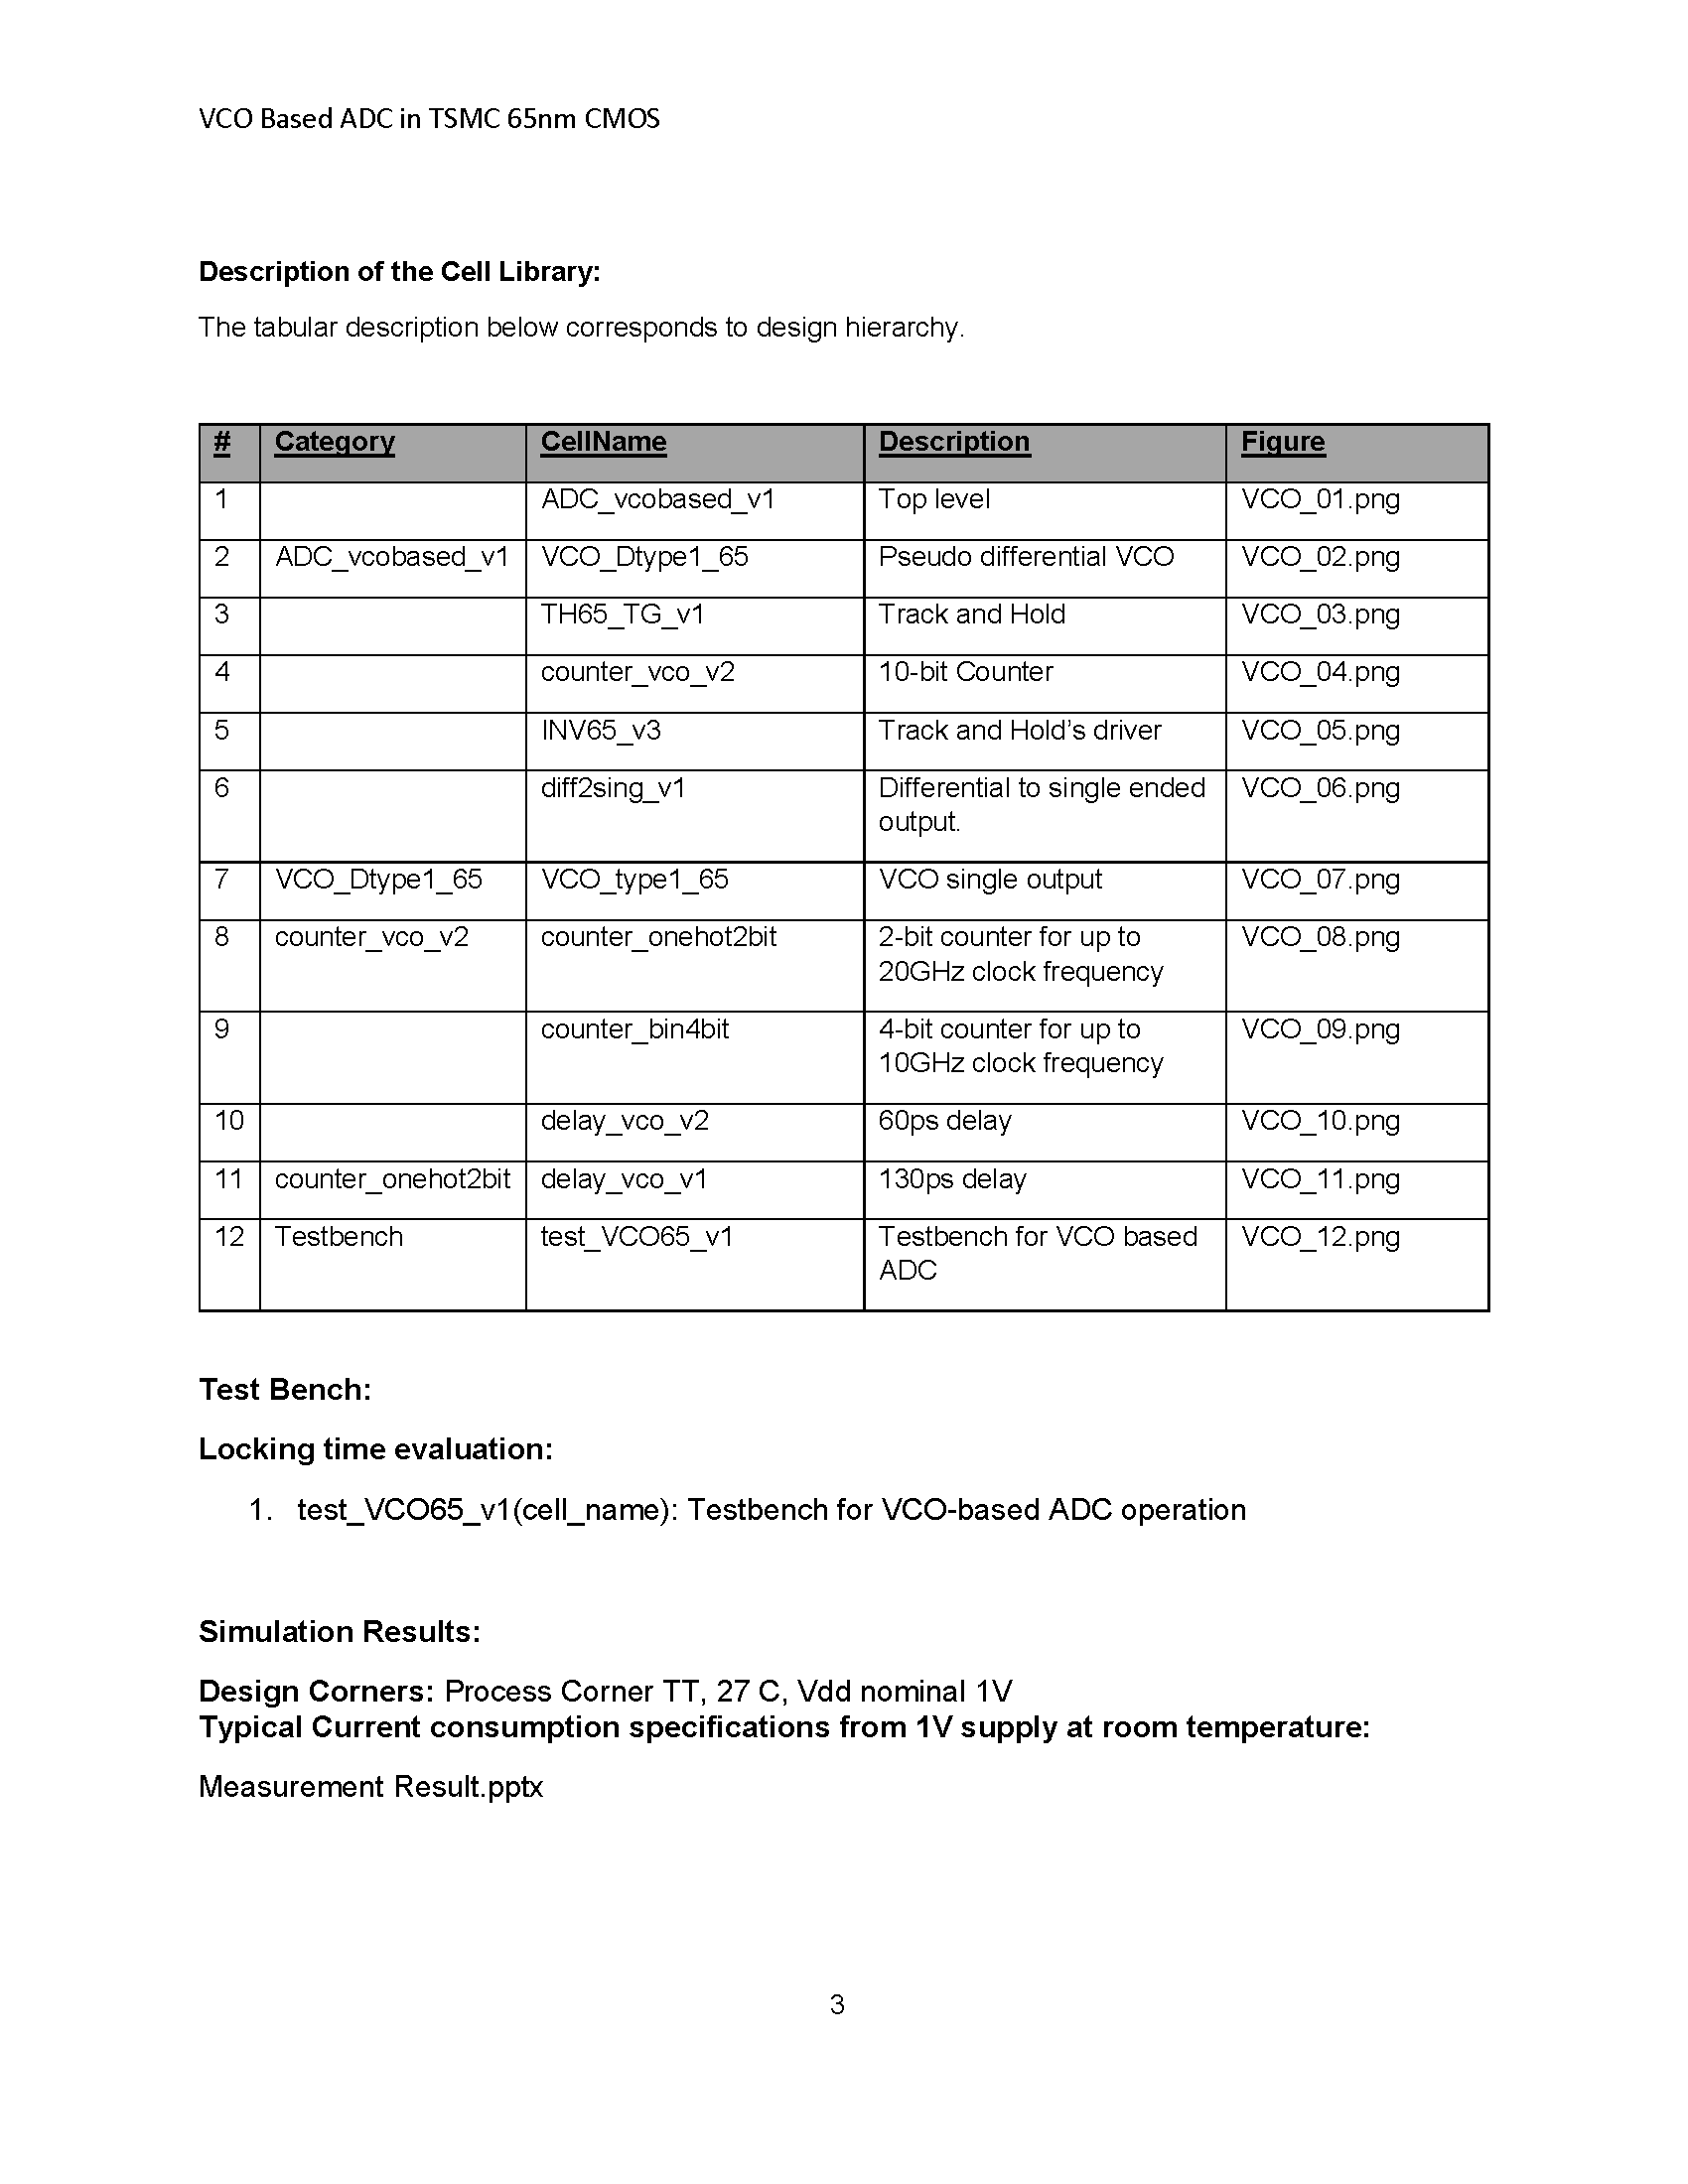 VCO Based ADC in TSMC 65nm CMOS
Description of the Cell Library:
The tabular description below corresponds to design hierarchy.
# Category CellName Description Figure
1 ADC_vcobased_v1 Top level VCO_01.png
2 ADC_vcobased_v1 VCO_Dtype1_65 Pseudo differential VCO VCO_02.png
3 TH65_TG_v1 Track and Hold VCO_03.png
4 counter_vco_v2 10-bit Counter VCO_04.png
5 INV65_v3 Track and Hold’s driver VCO_05.png
6 diff2sing_v1 Differential to single ended VCO_06.png
output.
7 VCO_Dtype1_65 VCO_type1_65 VCO single output VCO_07.png
8 counter_vco_v2 counter_onehot2bit 2-bit counter for up to VCO_08.png
20GHz clock frequency
9 counter_bin4bit 4-bit counter for up to VCO_09.png
10GHz clock frequency
10 delay_vco_v2 60ps delay VCO_10.png
11 counter_onehot2bit delay_vco_v1 130ps delay VCO_11.png
12 Testbench test_VCO65_v1 Testbench for VCO based VCO_12.png
ADC
Test Bench:
Locking time evaluation:
1. test_VCO65_v1(cell_name): Testbench for VCO-based ADC operation
Simulation Results:
Design Corners: Process Corner TT, 27 C, Vdd nominal 1V
Typical Current consumption specifications from 1V supply at room temperature:
Measurement Result.pptx
3